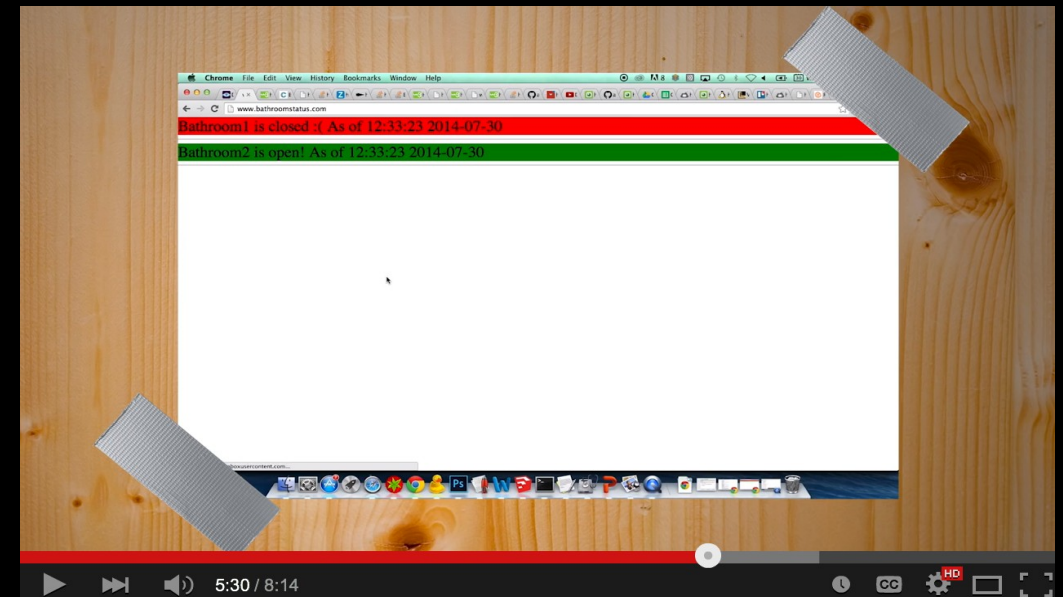 Chrome File Edit View History Bookmarks Window Help
www.bathroomstatus.com
Bathroom1 is closed :( As of 12:33:23 2014-07-30
Bathroom2 is open! As of 12:33:23 2014-07-30
Ps
5:30 / 8:14
CC
HD